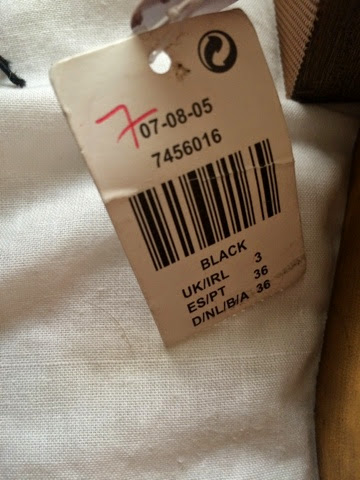 7
07-08-05
7456016
BLACK
UK/IRL 3
ES/PT 36
D/NL/B/A 36